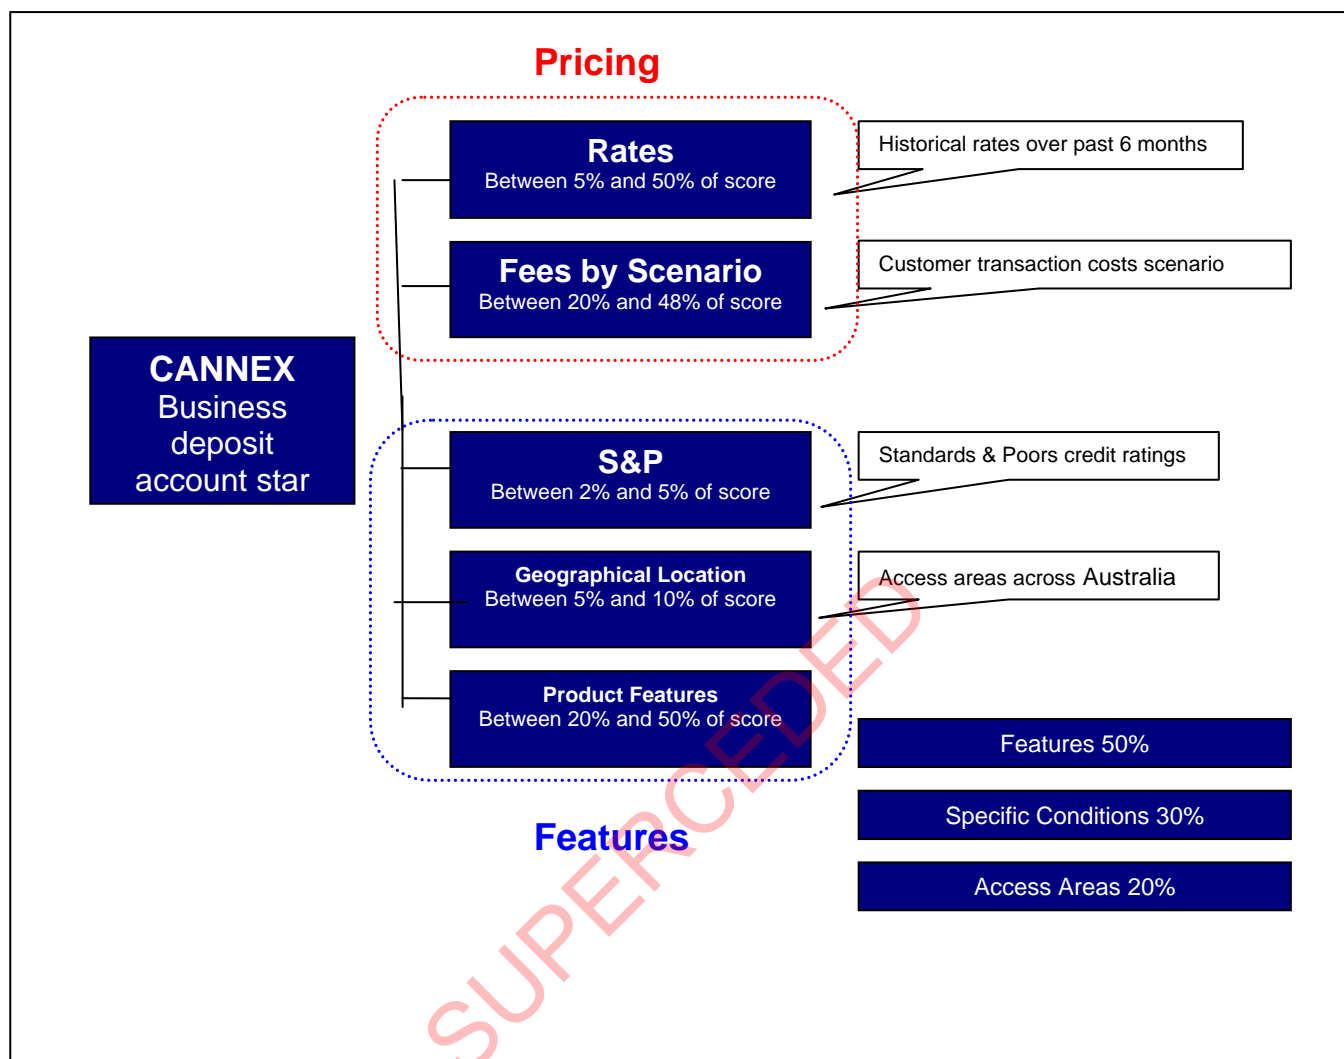 Pricing
Rates
Between 5% and 50% of score
Historical rates over past 6 months
Fees by Scenario
Between 20% and 48% of score
Customer transaction costs scenario
CANNEX
Business
deposit
account star
S&P
Between 2% and 5% of score
Standards & Poors credit ratings
Geographical Location
Between 5% and 10% of score
Access areas across Australia
Product Features
Between 20% and 50% of score
Features 50%
Specific Conditions 30%
Access Areas 20%
Features
SUPERCEDED